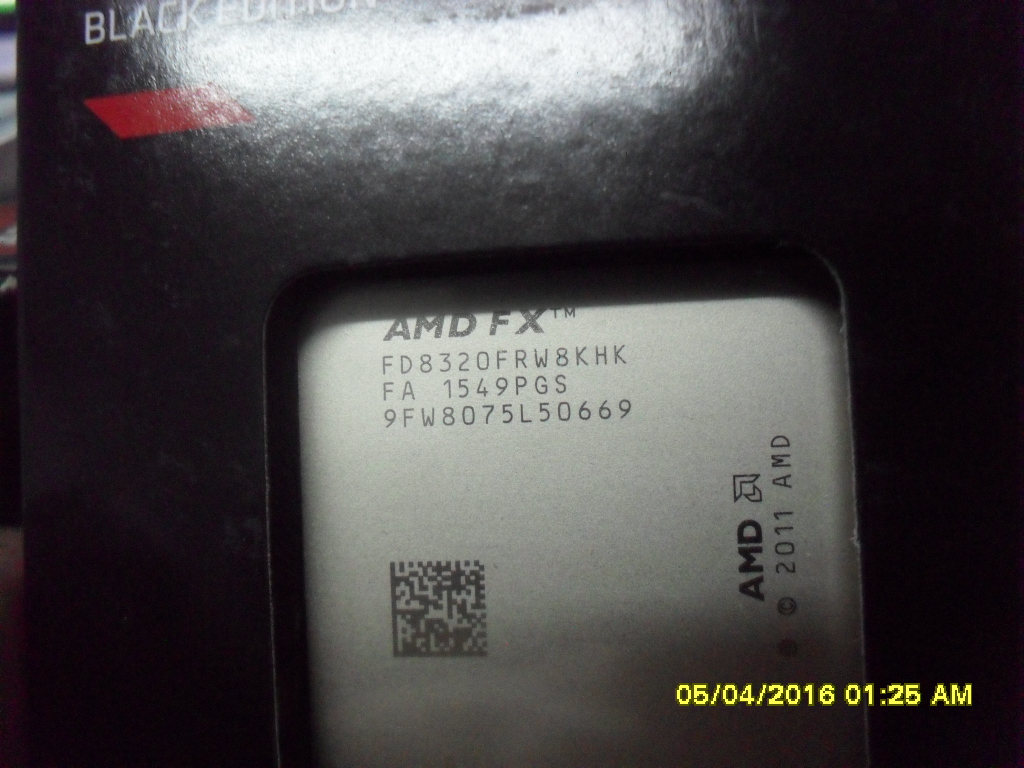 BLACK EDITION
AMD FX™
FD8320FRW8KHK
FA 1549PGS
9FW8075L50669
AMD
© 2011 AMD
05/04/2016 01:25 AM